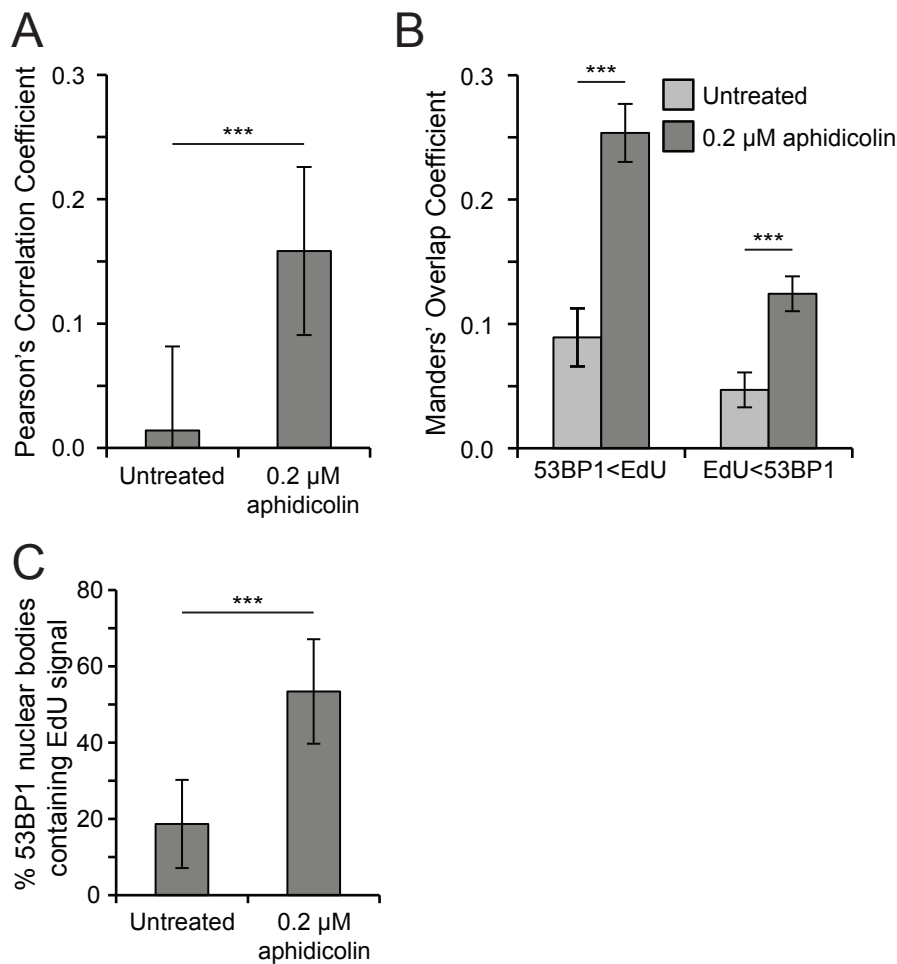 A
Pearson's Correlation Coefficient
0.3
0.2
0.1
0.0
***
Untreated
0.2 µM
aphidicolin
B
Manders' Overlap Coefficient
0.3
0.2
0.1
0.0
***
***
Untreated
0.2 µM aphidicolin
53BP1<EdU
EdU<53BP1
C
% 53BP1 nuclear bodies
containing EdU signal
80
60
40
20
0
***
Untreated
0.2 µM
aphidicolin